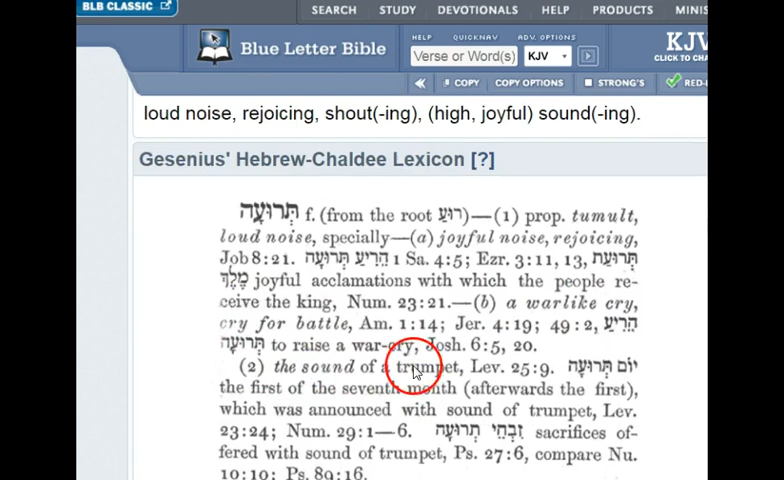 BLB CLASSIC
SEARCH STUDY DEVOTIONALS HELP PRODUCTS MINIS
Blue Letter Bible
HELP QUICKNAV ADV. OPTIONS
Verse or Word(s) KJV
KJV
CLICK TO CHA
COPY COPY OPTIONS STRONG'S RED-
loud noise, rejoicing, shout(-ing), (high, joyful) sound(-ing).
Gesenius' Hebrew-Chaldee Lexicon [?]
תְּרוּעָה f. (from the root רוּעַ)—(1) prop. tumult,
loud noise, specially—(a) joyful noise, rejoicing,
Job 8:21. הֵרִיעַ תְּרוּעָה 1 Sa. 4:5; Ezr. 3:11, 13, תְּרוּעַת
מֶלֶךְ joyful acclamations with which the people re-
ceive the king, Num. 23:21.—(b) a warlike cry,
cry for battle, Am. 1:14; Jer. 4:19; 49:2, הֵרִיעַ
תְּרוּעָה to raise a war-cry, Josh. 6:5, 20.
(2) the sound of a trumpet, Lev. 25:9. יוֹם תְּרוּעָה
the first of the seventh month (afterwards the first),
which was announced with sound of trumpet, Lev.
23:24; Num. 29:1—6. זִבְחֵי תְרוּעָה sacrifices of-
fered with sound of trumpet, Ps. 27:6, compare Nu.
10:10; Ps. 89:16.